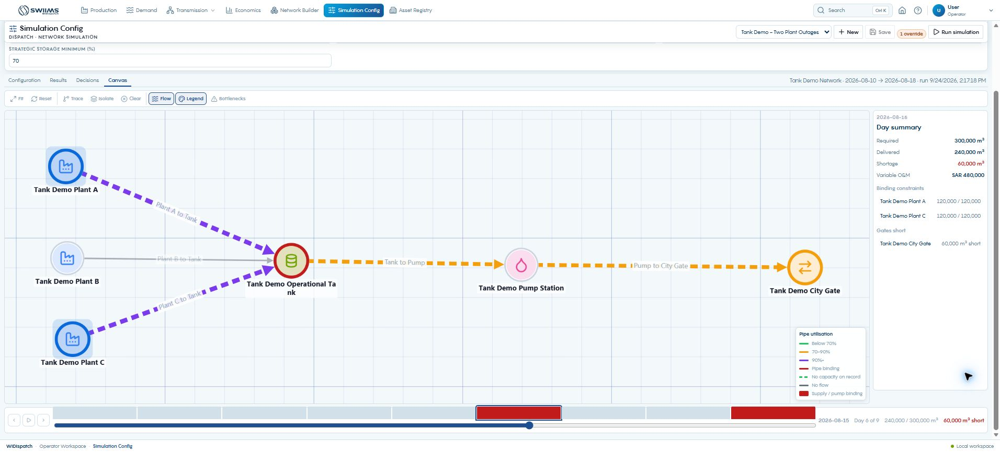 SWIIMS
WIDispatch
Production
Demand
Transmission
Economics
Network Builder
Simulation Config
Asset Registry
Search
Ctrl K
U
User
Operator
Simulation Config
DISPATCH · NETWORK SIMULATION
Tank Demo – Two Plant Outages
New
Save
1 override
Run simulation
STRATEGIC STORAGE MINIMUM (%)
70
Configuration
Results
Decisions
Canvas
Tank Demo Network · 2026-08-10 → 2026-08-18 · run 9/24/2026, 2:17:18 PM
Fit
Reset
Trace
Isolate
Clear
Flow
Legend
Bottlenecks
Tank Demo Plant A
Plant A to Tank
Tank Demo Plant B
Plant B to Tank
Tank Demo Plant C
Plant C to Tank
Tank Demo Operational Ta
nk
Tank to Pump
Tank Demo Pump Station
Pump to City Gate
Tank Demo City Gate
Pipe utilisation
Below 70%
70–90%
90%+
Pipe binding
No capacity on record
No flow
Supply / pump binding
2026-08-15
Day summary
Required 300,000 m³
Delivered 240,000 m³
Shortage 60,000 m³
Variable O&M SAR 480,000
Binding constraints
Tank Demo Plant A 120,000 / 120,000
Tank Demo Plant C 120,000 / 120,000
Gates short
Tank Demo City Gate 60,000 m³ short
2026-08-15 Day 6 of 9 240,000 / 300,000 m³ 60,000 m³ short
WIDispatch · Operator Workspace · Simulation Config
Local workspace